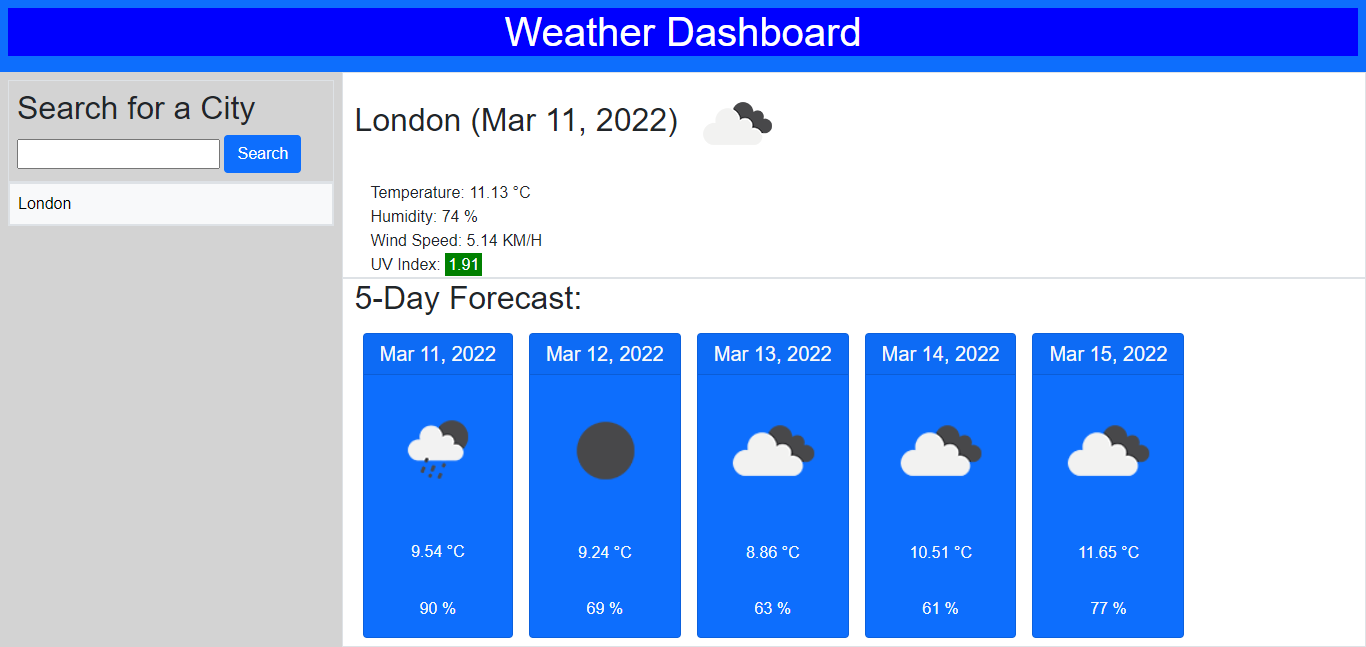 Weather Dashboard
Search for a City
Search
London
London (Mar 11, 2022)
Temperature: 11.13 °C
Humidity: 74 %
Wind Speed: 5.14 KM/H
UV Index: 1.91
5-Day Forecast:
Mar 11, 2022
9.54 °C
90 %
Mar 12, 2022
9.24 °C
69 %
Mar 13, 2022
8.86 °C
63 %
Mar 14, 2022
10.51 °C
61 %
Mar 15, 2022
11.65 °C
77 %